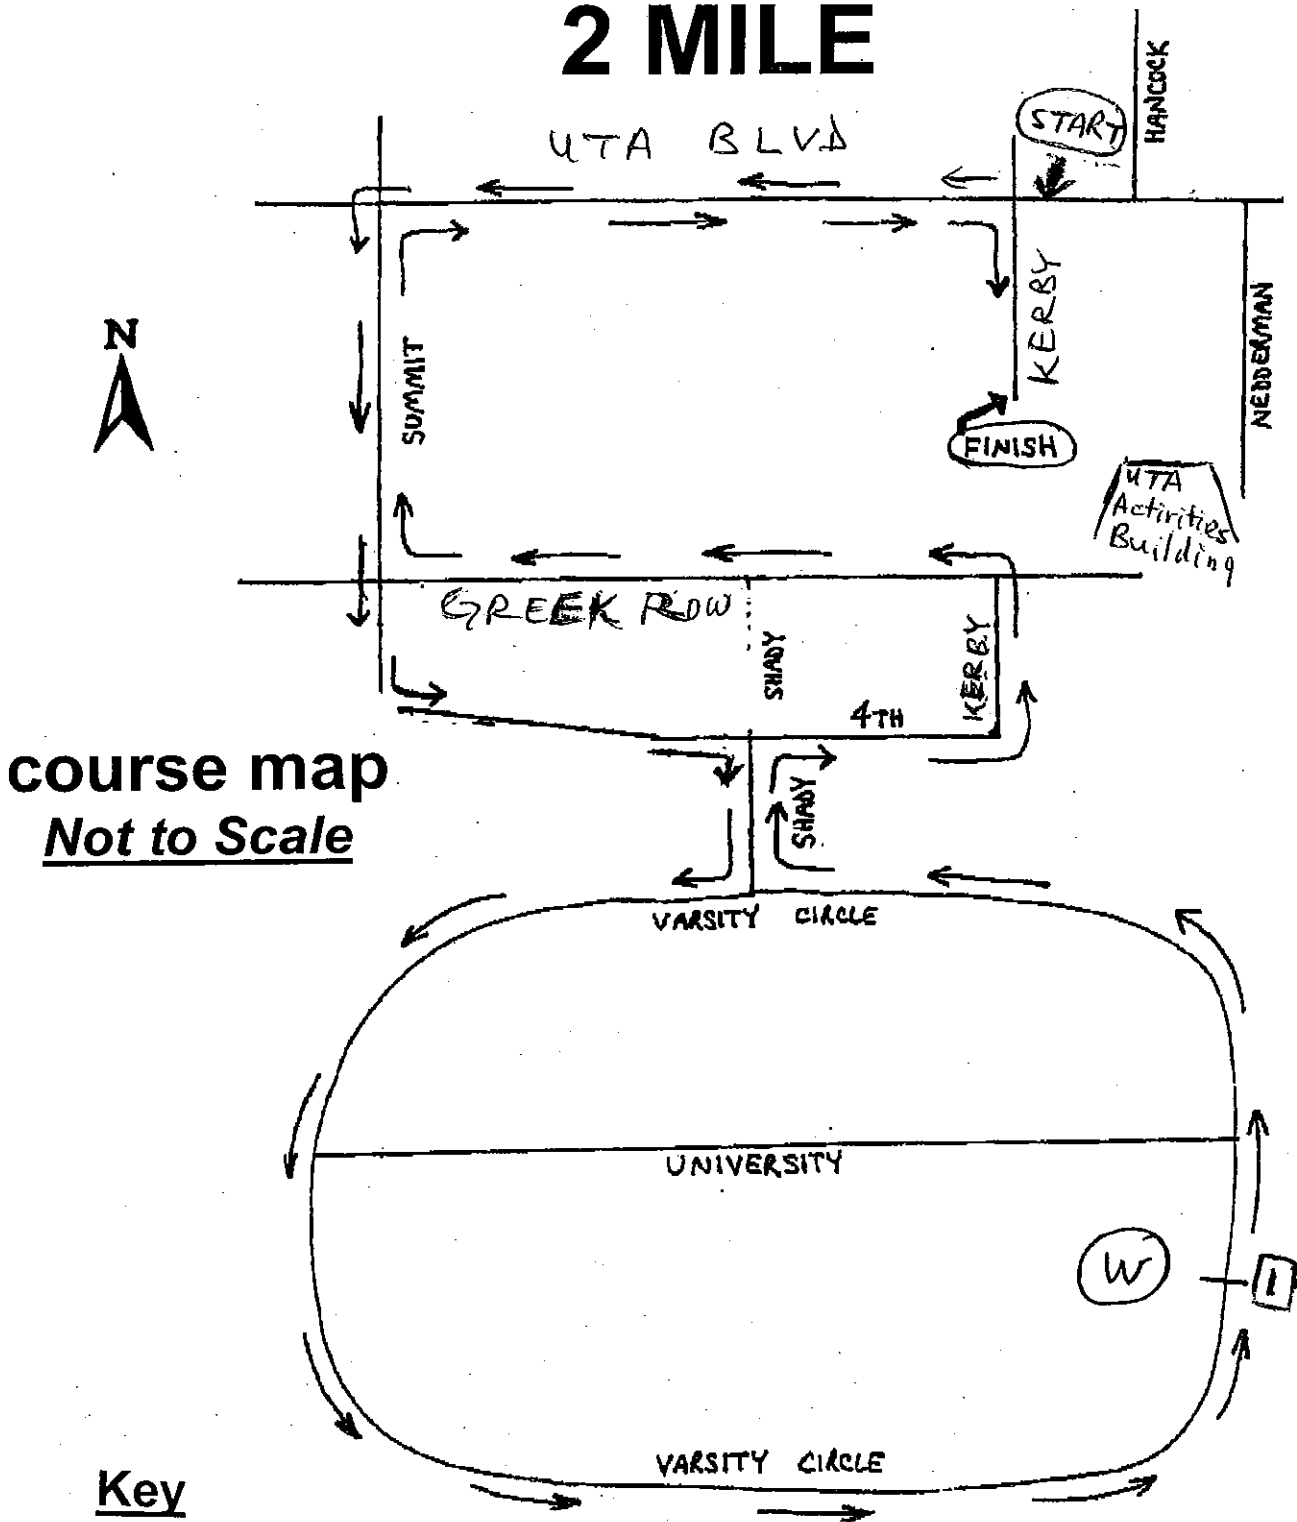 2 MILE
HANCOCK
START
UTA BLVD
KERBY
N
SUMMIT
NEDDERMAN
FINISH
UTA
Activities
Building
GREEK ROW
SHADY
KERBY
4TH
course map
Not to Scale
SHADY
VARSITY CIRCLE
UNIVERSITY
W
1
VARSITY CIRCLE
Key